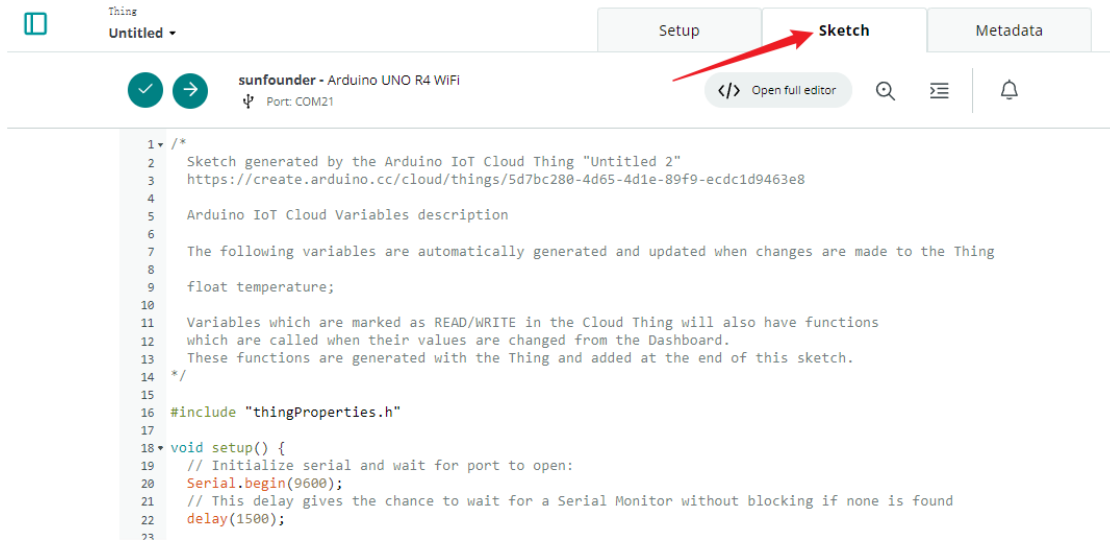 Thing
Untitled
Setup
Sketch
Metadata
sunfounder - Arduino UNO R4 WiFi
Port: COM21
</> Open full editor
1 /*
2 Sketch generated by the Arduino IoT Cloud Thing "Untitled 2"
3 https://create.arduino.cc/cloud/things/5d7bc280-4d65-4d1e-89f9-ecdc1d9463e8
4
5 Arduino IoT Cloud Variables description
6
7 The following variables are automatically generated and updated when changes are made to the Thing
8
9 float temperature;
10
11 Variables which are marked as READ/WRITE in the Cloud Thing will also have functions
12 which are called when their values are changed from the Dashboard.
13 These functions are generated with the Thing and added at the end of this sketch.
14 */
15
16 #include "thingProperties.h"
17
18 void setup() {
19 // Initialize serial and wait for port to open:
20 Serial.begin(9600);
21 // This delay gives the chance to wait for a Serial Monitor without blocking if none is found
22 delay(1500);
23